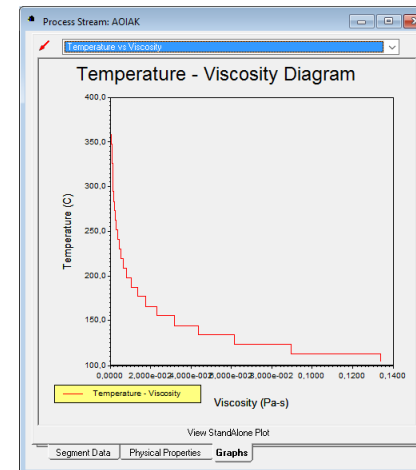 Process Stream: AOIAK
Temperature vs Viscosity
Temperature - Viscosity Diagram
400,0
350,0
300,0
250,0
200,0
150,0
100,0
Temperature (C)
0,0000 2,000e-002 4,000e-002 6,000e-002 8,000e-002 0,1000 0,1200 0,1400
Temperature - Viscosity
Viscosity (Pa-s)
View StandAlone Plot
Segment Data Physical Properties Graphs